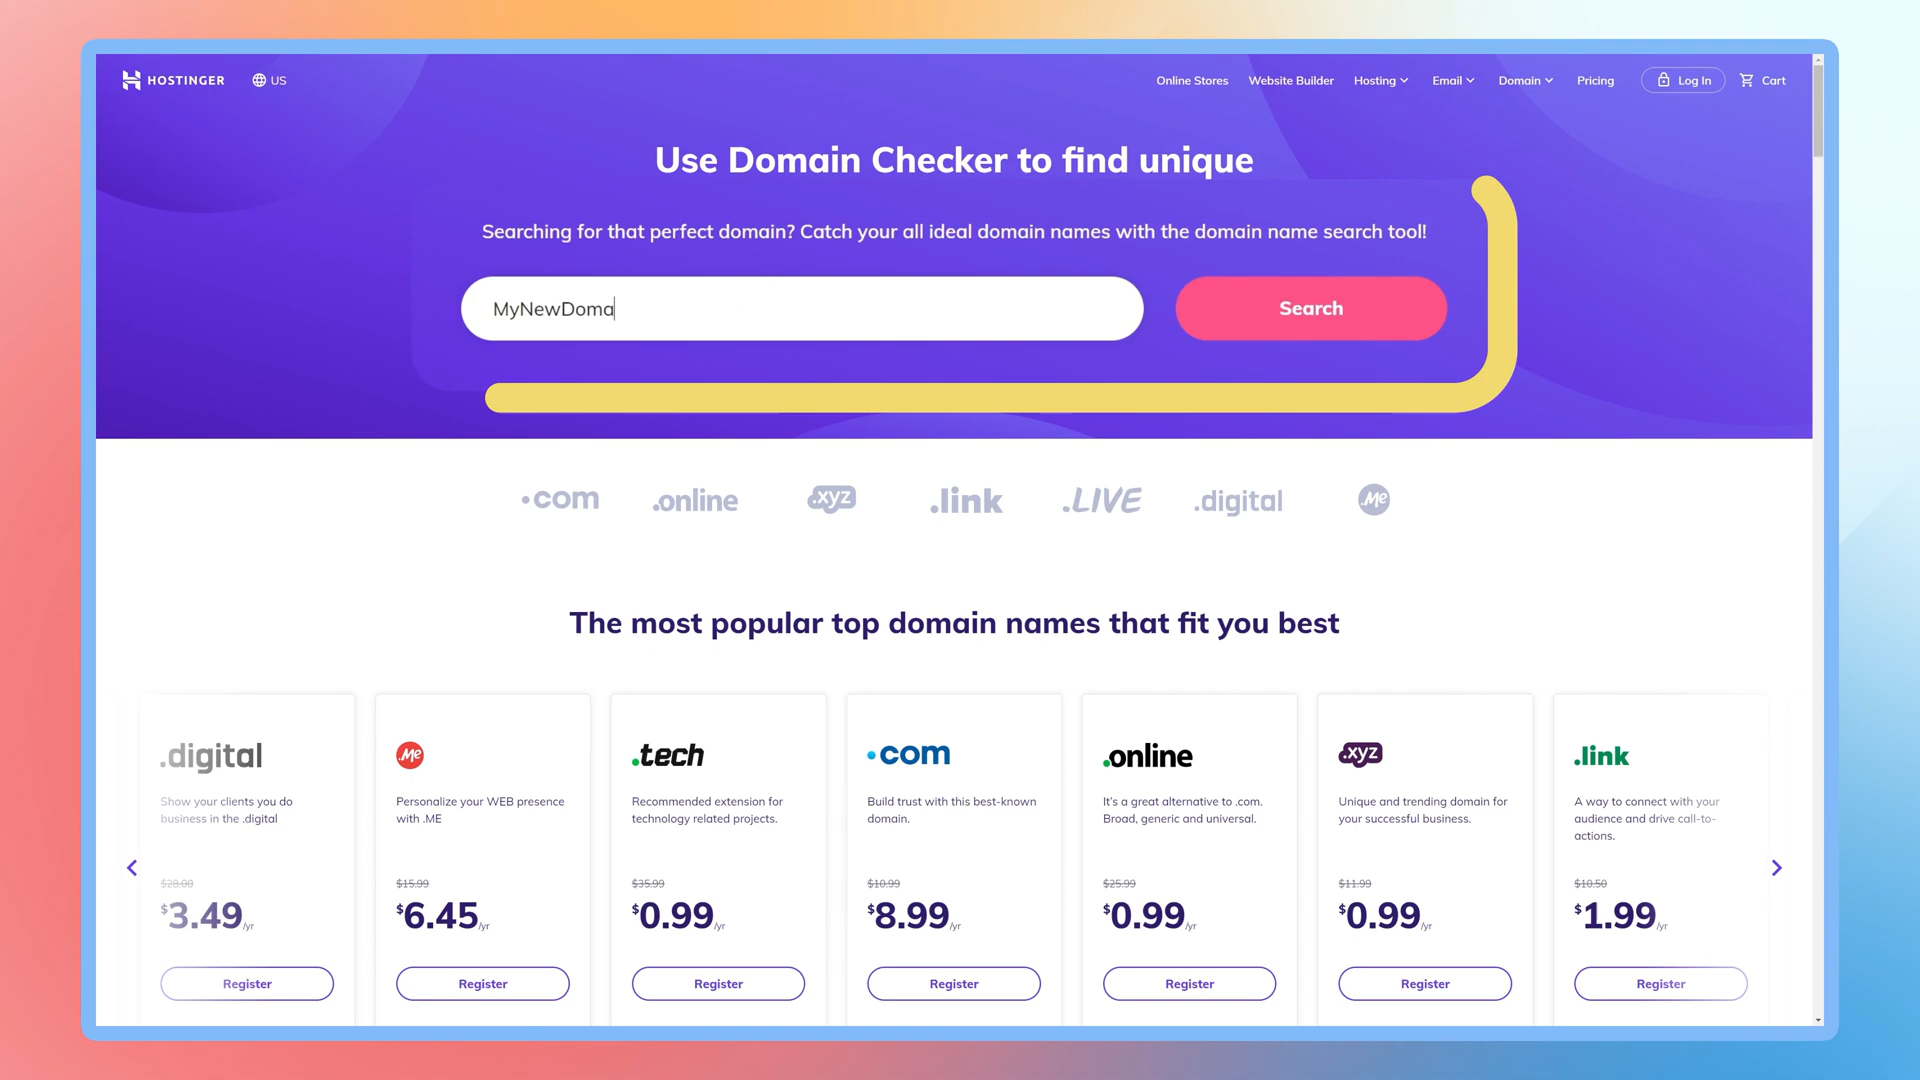 HOSTINGER US Online Stores Website Builder Hosting Email Domain Pricing Log In Cart
Use Domain Checker to find unique
Searching for that perfect domain? Catch your all ideal domain names with the domain name search tool!
MyNewDoma Search
.com .online .xyz .link .LIVE .digital .Me
The most popular top domain names that fit you best
.digital .Me .tech .com .online .xyz .link
Show your clients you do Personalize your WEB presence Recommended extension for Build trust with this best-known It's a great alternative to .com. Unique and trending domain for A way to connect with your
business in the .digital with .ME technology related projects. domain. Broad, generic and universal. your successful business. audience and drive call-to-
actions.
$28.00 $15.99 $35.99 $10.99 $25.99 $11.99 $10.50
$3.49/yr $6.45/yr $0.99/yr $8.99/yr $0.99/yr $0.99/yr $1.99/yr
Register Register Register Register Register Register Register